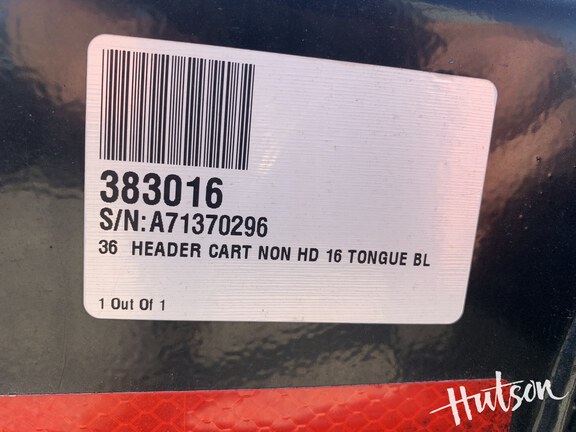 383016
S/N: A71370296
36 HEADER CART NON HD 16 TONGUE BL
1 Out Of 1
Hutson